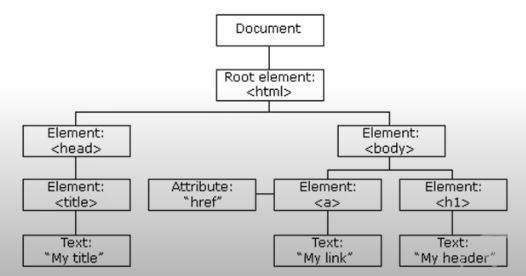 Document
Root element:
<html>
Element:
<head>
Element:
<body>
Element:
<title>
Attribute:
"href"
Element:
<a>
Element:
<h1>
Text:
"My title"
Text:
"My link"
Text:
"My header"